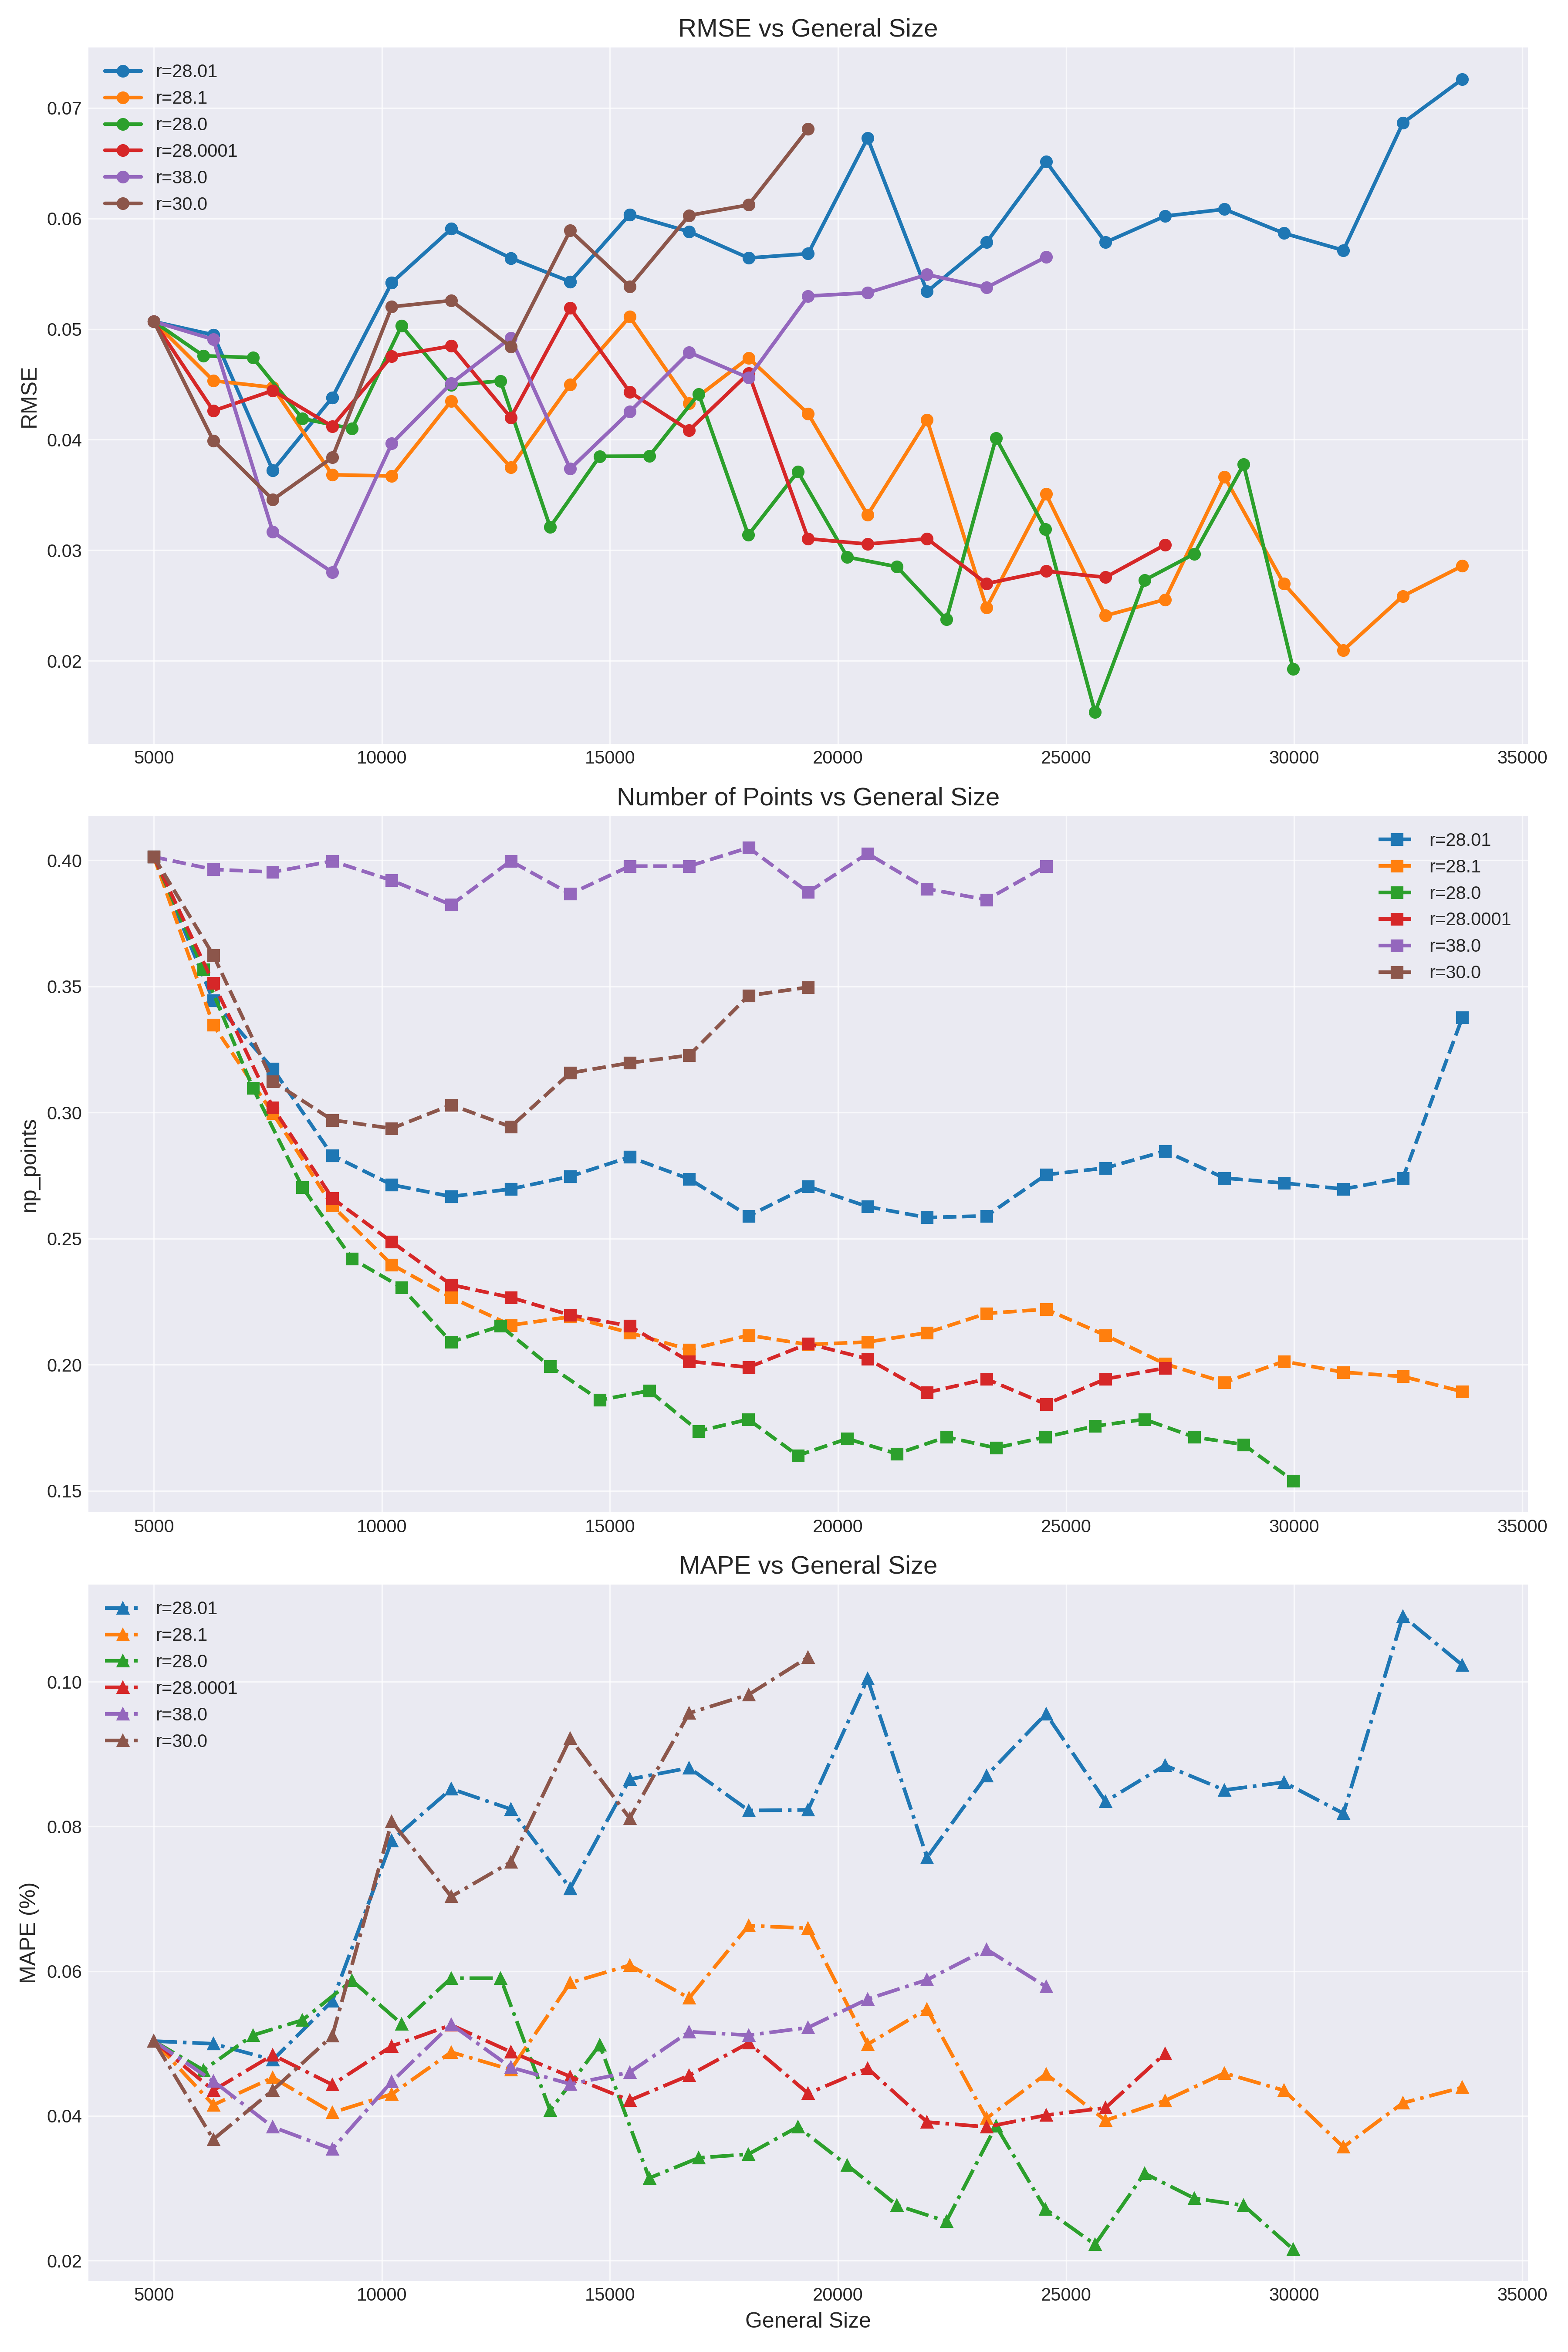 RMSE vs General Size
RMSE
0.07
0.06
0.05
0.04
0.03
0.02
r=28.01
r=28.1
r=28.0
r=28.0001
r=38.0
r=30.0
5000 10000 15000 20000 25000 30000 35000
Number of Points vs General Size
np_points
0.40
0.35
0.30
0.25
0.20
0.15
r=28.01
r=28.1
r=28.0
r=28.0001
r=38.0
r=30.0
5000 10000 15000 20000 25000 30000 35000
MAPE vs General Size
MAPE (%)
0.10
0.08
0.06
0.04
0.02
r=28.01
r=28.1
r=28.0
r=28.0001
r=38.0
r=30.0
5000 10000 15000 20000 25000 30000 35000
General Size